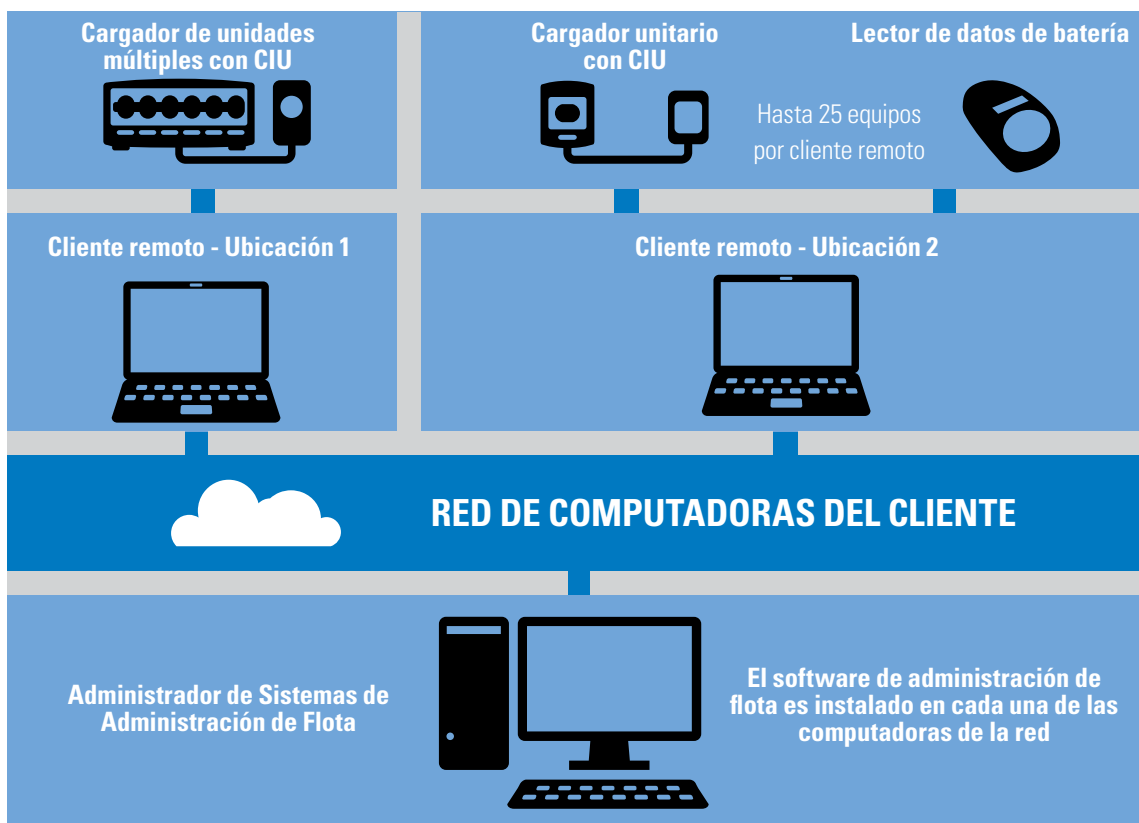 Cargador de unidades
múltiples con CIU
Cargador unitario
con CIU
Lector de datos de batería
Hasta 25 equipos
por cliente remoto
Cliente remoto - Ubicación 1
Cliente remoto - Ubicación 2
RED DE COMPUTADORAS DEL CLIENTE
Administrador de Sistemas de
Administración de Flota
El software de administración de
flota es instalado en cada una de las
computadoras de la red